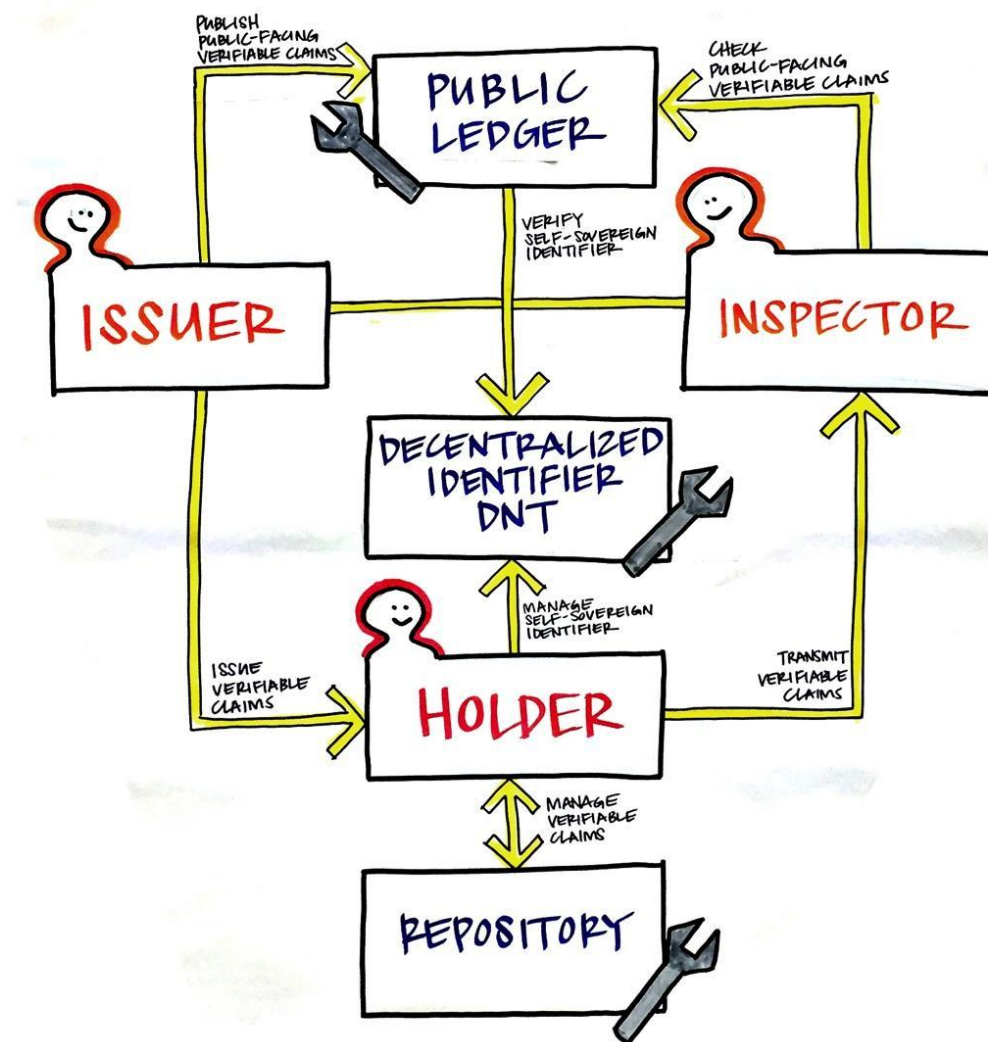 PUBLISH
PUBLIC-FACING
VERIFIABLE CLAIMS
PUBLIC
LEDGER
CHECK
PUBLIC-FACING
VERIFIABLE CLAIMS
VERIFY
SELF-SOVEREIGN
IDENTIFIER
ISSUER
INSPECTOR
DECENTRALIZED
IDENTIFIER
DNT
MANAGE
SELF-SOVEREIGN
IDENTIFIER
ISSUE
VERIFIABLE
CLAIMS
HOLDER
TRANSMIT
VERIFIABLE
CLAIMS
MANAGE
VERIFIABLE
CLAIMS
REPOSITORY